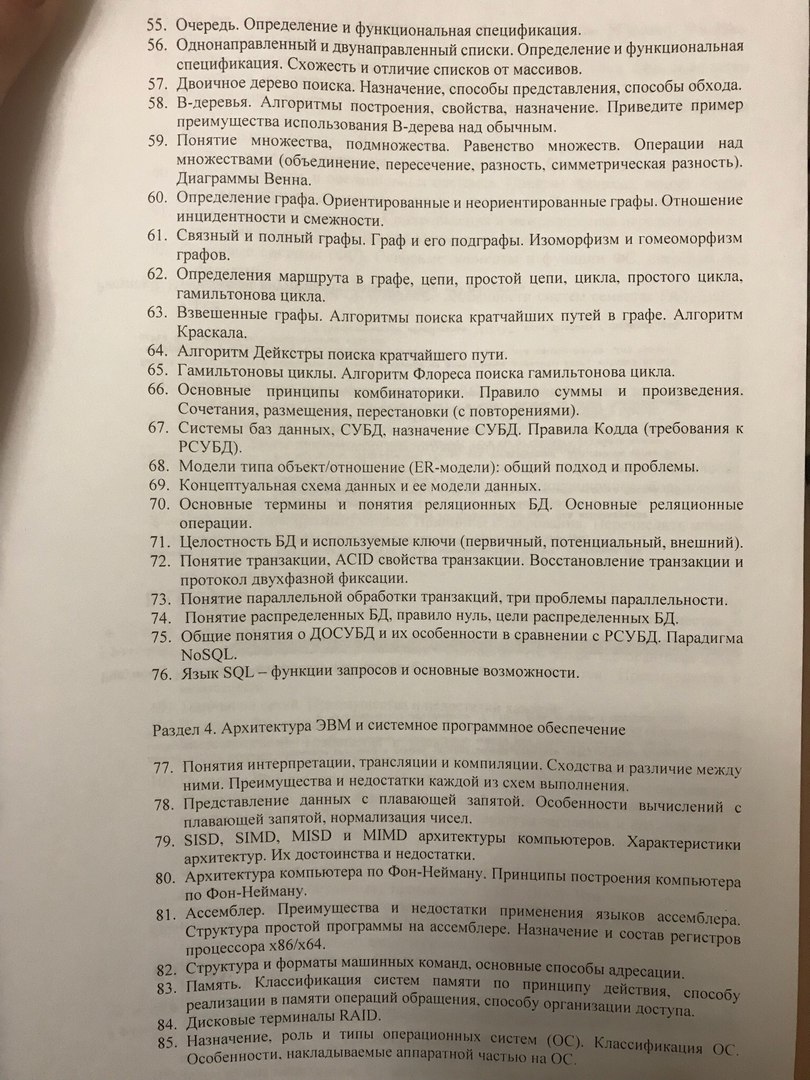 55. Очередь. Определение и функциональная спецификация.
56. Однонаправленный и двунаправленный списки. Определение и функциональная
спецификация. Схожесть и отличие списков от массивов.
57. Двоичное дерево поиска. Назначение, способы представления, способы обхода.
58. В-деревья. Алгоритмы построения, свойства, назначение. Приведите пример
преимущества использования В-дерева над обычным.
59. Понятие множества, подмножества. Равенство множеств. Операции над
множествами (объединение, пересечение, разность, симметрическая разность).
Диаграммы Венна.
60. Определение графа. Ориентированные и неориентированные графы. Отношение
инцидентности и смежности.
61. Связный и полный графы. Граф и его подграфы. Изоморфизм и гомеоморфизм
графов.
62. Определения маршрута в графе, цепи, простой цепи, цикла, простого цикла,
гамильтонова цикла.
63. Взвешенные графы. Алгоритмы поиска кратчайших путей в графе. Алгоритм
Краскала.
64. Алгоритм Дейкстры поиска кратчайшего пути.
65. Гамильтоновы циклы. Алгоритм Флореса поиска гамильтонова цикла.
66. Основные принципы комбинаторики. Правило суммы и произведения.
Сочетания, размещения, перестановки (с повторениями).
67. Системы баз данных, СУБД, назначение СУБД. Правила Кодда (требования к
РСУБД).
68. Модели типа объект/отношение (ER-модели): общий подход и проблемы.
69. Концептуальная схема данных и ее модели данных.
70. Основные термины и понятия реляционных БД. Основные реляционные
операции.
71. Целостность БД и используемые ключи (первичный, потенциальный, внешний).
72. Понятие транзакции, ACID свойства транзакции. Восстановление транзакции и
протокол двухфазной фиксации.
73. Понятие параллельной обработки транзакций, три проблемы параллельности.
74. Понятие распределенных БД, правило нуль, цели распределенных БД.
75. Общие понятия о ДОСУБД и их особенности в сравнении с РСУБД. Парадигма
NoSQL.
76. Язык SQL – функции запросов и основные возможности.
Раздел 4. Архитектура ЭВМ и системное программное обеспечение
77. Понятия интерпретации, трансляции и компиляции. Сходства и различие между
ними. Преимущества и недостатки каждой из схем выполнения.
78. Представление данных с плавающей запятой. Особенности вычислений с
плавающей запятой, нормализация чисел.
79. SISD, SIMD, MISD и MIMD архитектуры компьютеров. Характеристики
архитектур. Их достоинства и недостатки.
80. Архитектура компьютера по Фон-Нейману. Принципы построения компьютера
по Фон-Нейману.
81. Ассемблер. Преимущества и недостатки применения языков ассемблера.
Структура простой программы на ассемблере. Назначение и состав регистров
процессора x86/x64.
82. Структура и форматы машинных команд, основные способы адресации.
83. Память. Классификация систем памяти по принципу действия, способу
реализации в памяти операций обращения, способу организации доступа.
84. Дисковые терминалы RAID.
85. Назначение, роль и типы операционных систем (ОС). Классификация ОС.
Особенности, накладываемые аппаратной частью на ОС.